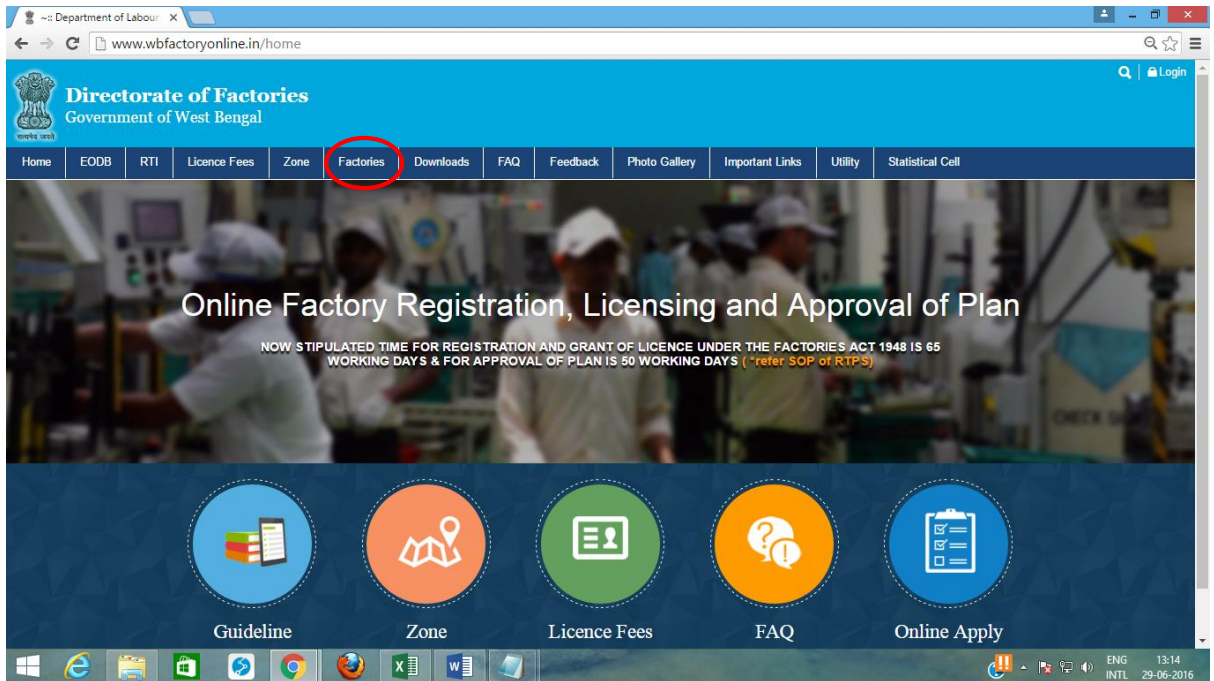 ~:: Department of Labour
www.wbfactoryonline.in/home
Login
Directorate of Factories
Government of West Bengal
सत्यमेव जयते
Home EODB RTI Licence Fees Zone Factories Downloads FAQ Feedback Photo Gallery Important Links Utility Statistical Cell
Online Factory Registration, Licensing and Approval of Plan
NOW STIPULATED TIME FOR REGISTRATION AND GRANT OF LICENCE UNDER THE FACTORIES ACT 1948 IS 65
WORKING DAYS & FOR APPROVAL OF PLAN IS 50 WORKING DAYS ( *refer SOP of RTPS)
Guideline Zone Licence Fees FAQ Online Apply
ENG 13:14
INTL 29-06-2016